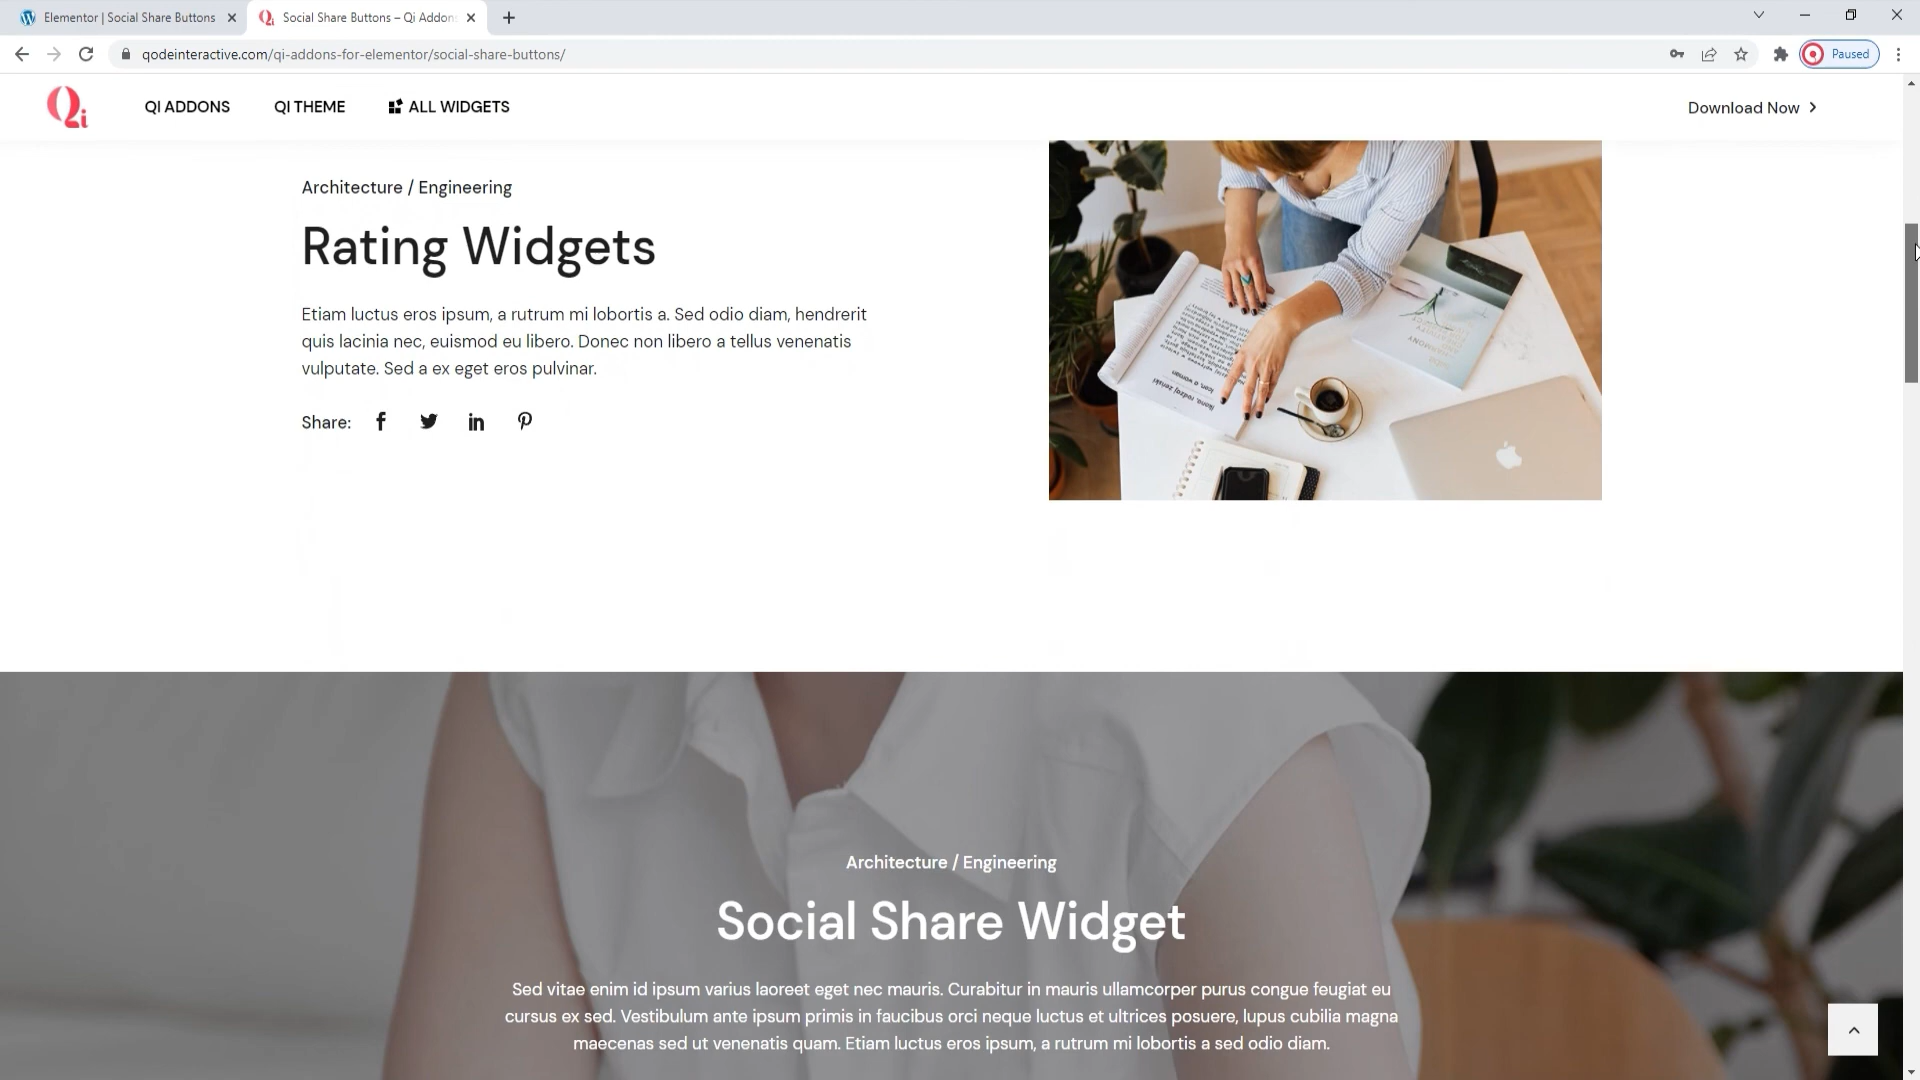 Elementor | Social Share Buttons
Social Share Buttons – Qi Addons
qodeinteractive.com/qi-addons-for-elementor/social-share-buttons/
Paused
Qi
QI ADDONS
QI THEME
ALL WIDGETS
Download Now
Architecture / Engineering
Rating Widgets
Etiam luctus eros ipsum, a rutrum mi lobortis a. Sed odio diam, hendrerit
quis lacinia nec, euismod eu libero. Donec non libero a tellus venenatis
vulputate. Sed a ex eget eros pulvinar.
Share:
Architecture / Engineering
Social Share Widget
Sed vitae enim id ipsum varius laoreet eget nec mauris. Curabitur in mauris ullamcorper purus congue feugiat eu
cursus ex sed. Vestibulum ante ipsum primis in faucibus orci neque luctus et ultrices posuere, lupus cubilia magna
maecenas sed ut venenatis quam. Etiam luctus eros ipsum, a rutrum mi lobortis a sed odio diam.